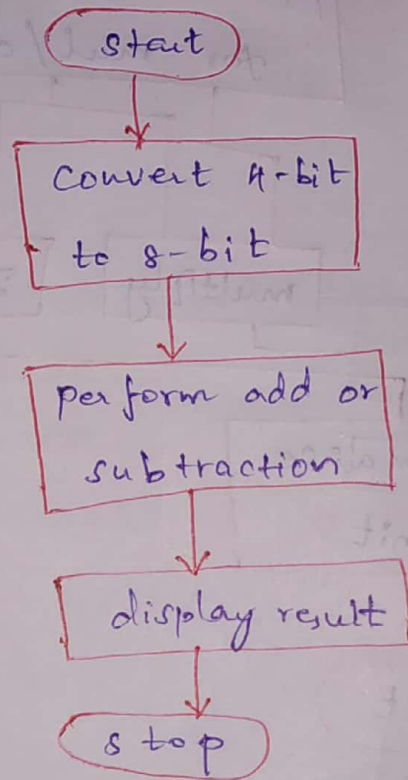 start
Convert 4-bit
to 8-bit
perform add or
subtraction
display result
stop